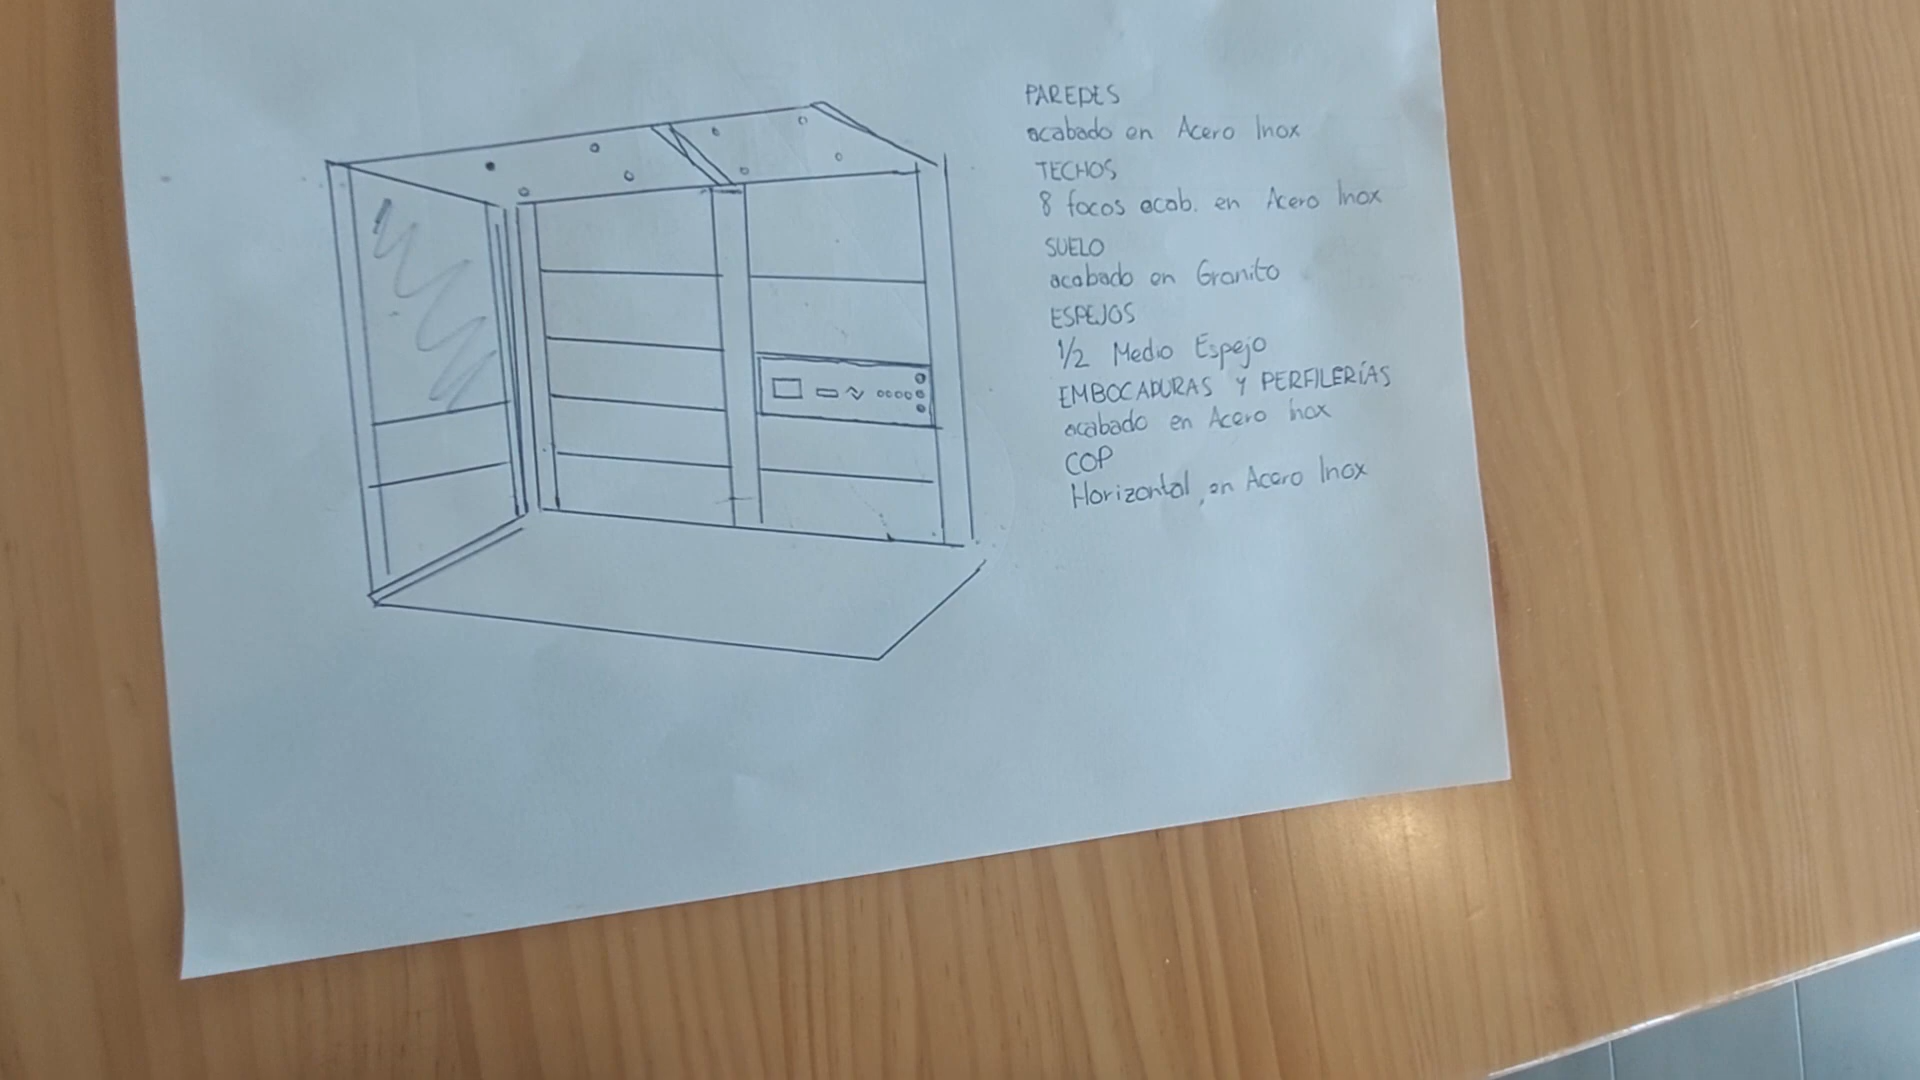 PAREDES
acabado en Acero Inox
TECHOS
8 focos acab. en Acero Inox
SUELO
acabado en Granito
ESPEJOS
1/2 Medio Espejo
EMBOCADURAS Y PERFILERÍAS
acabado en Acero inox
COP
Horizontal, en Acero Inox